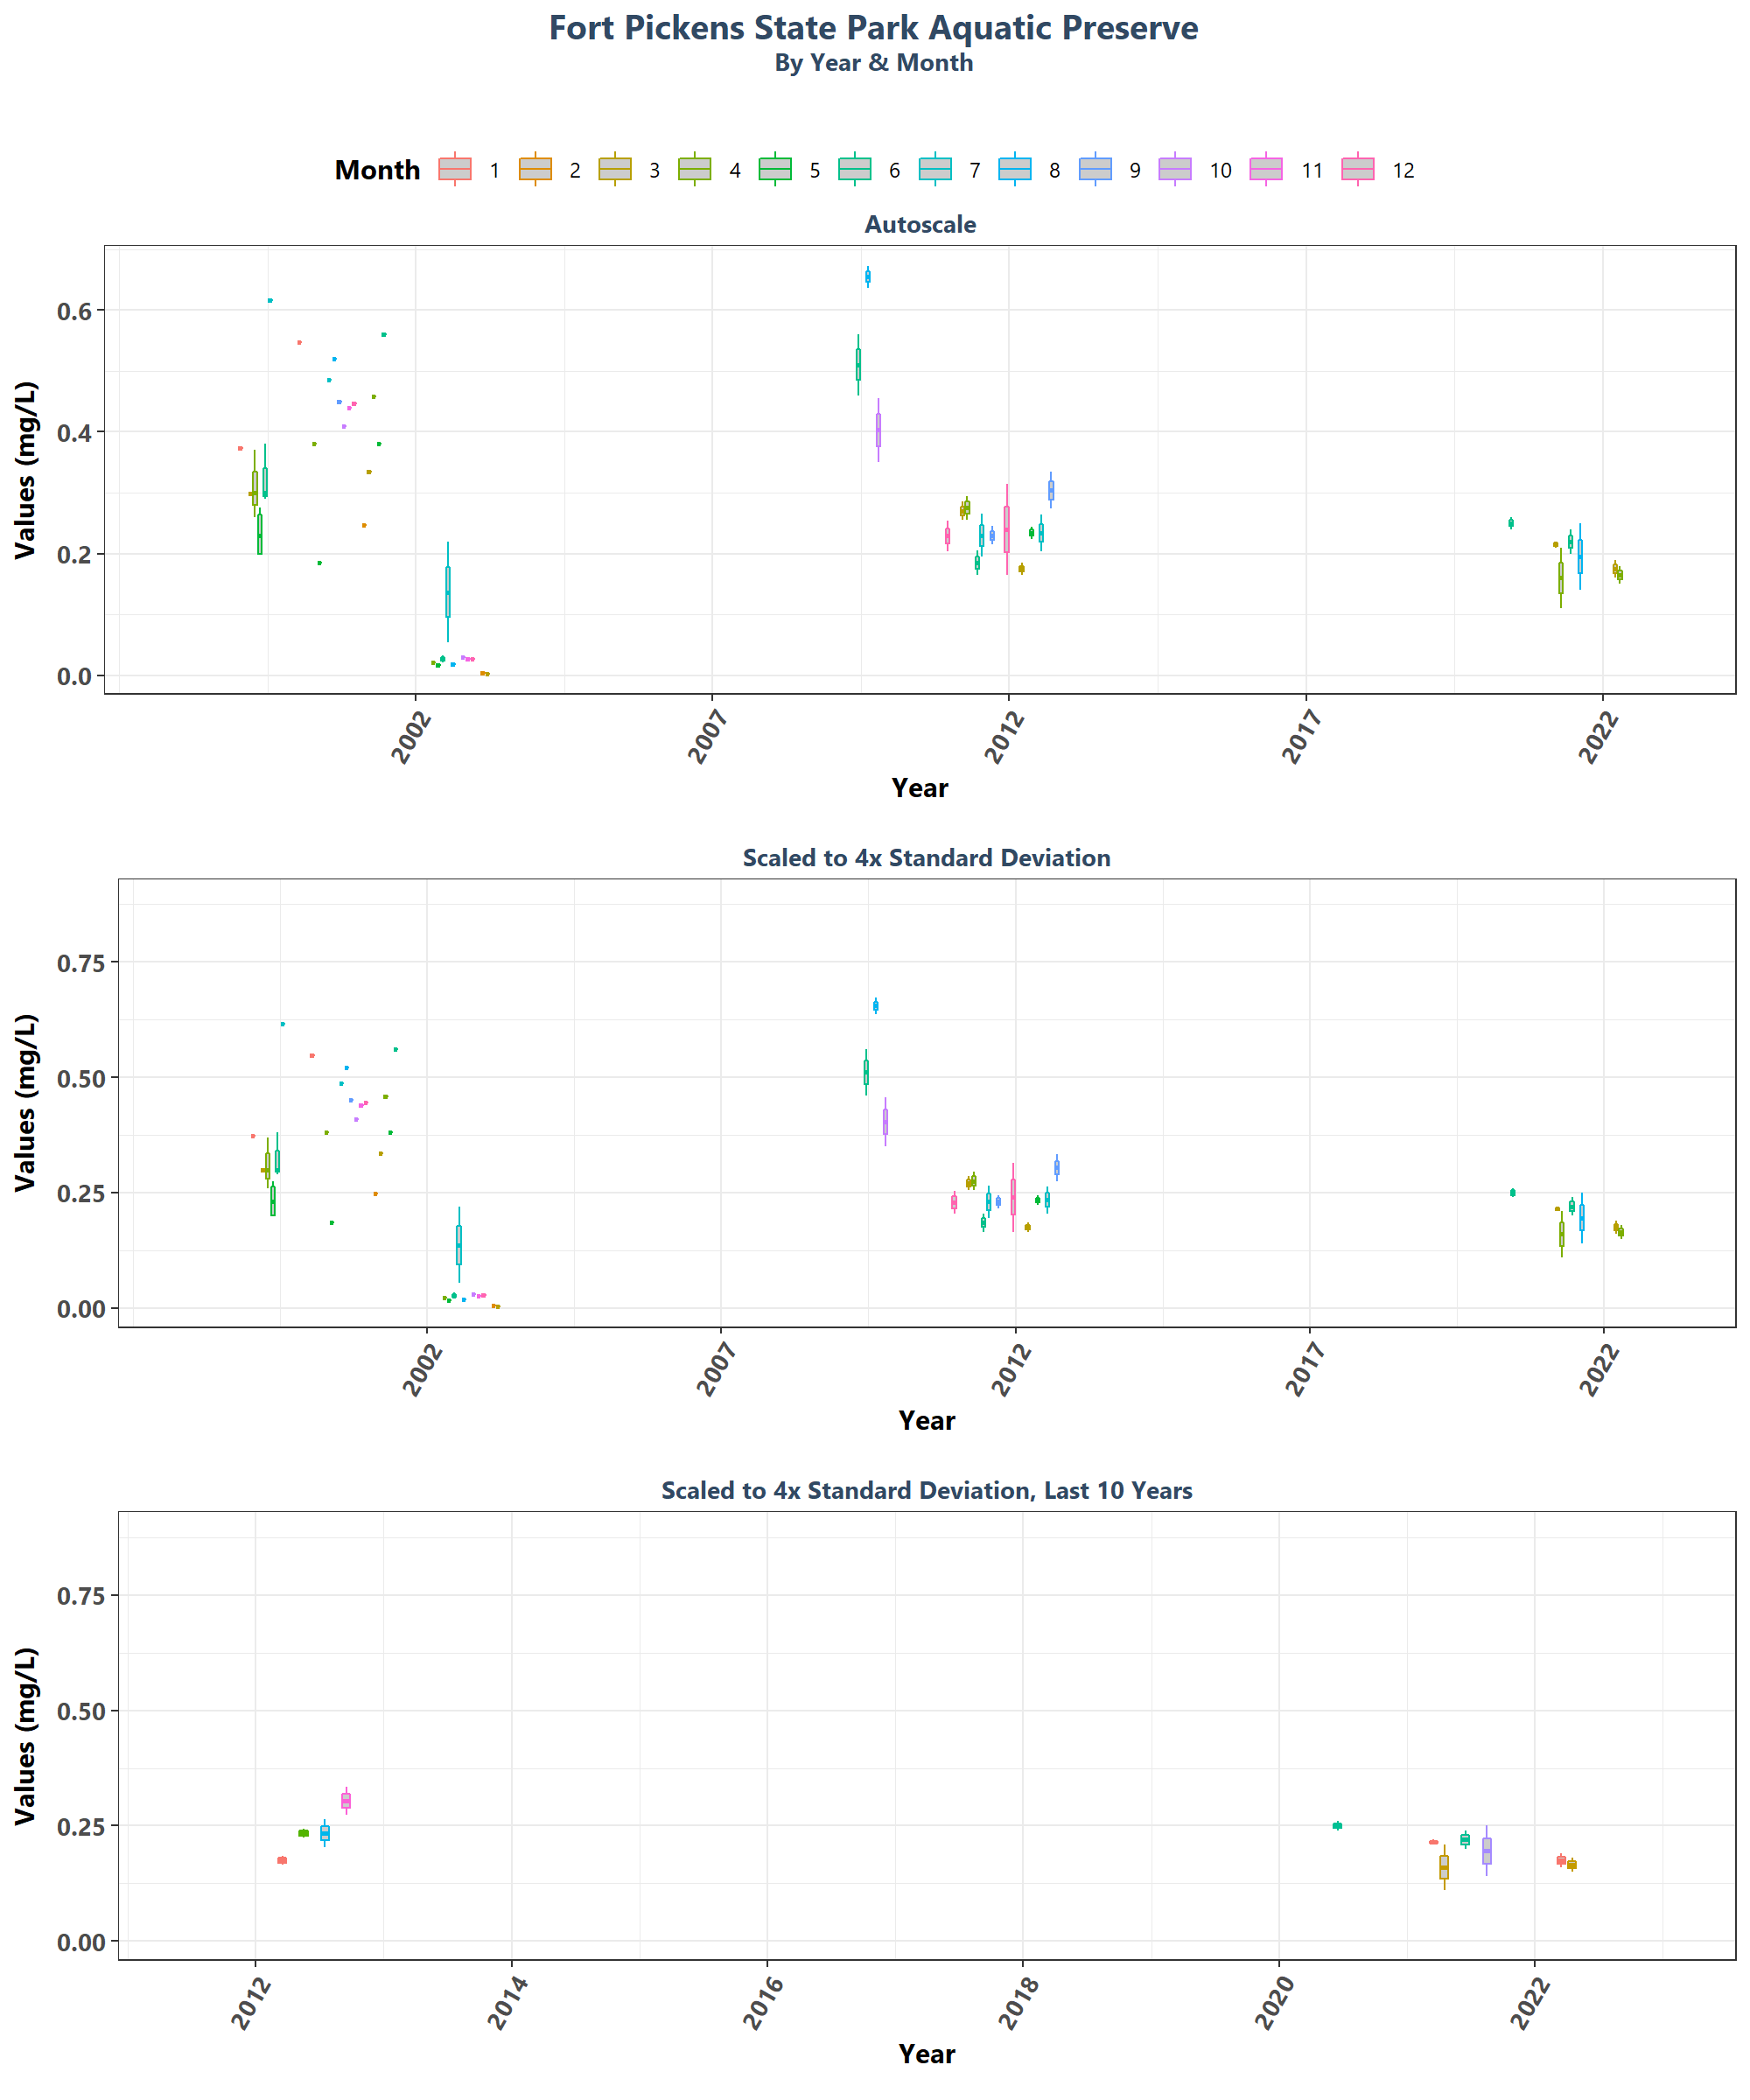 Fort Pickens State Park Aquatic Preserve
By Year & Month
Month 1 2 3 4 5 6 7 8 9 10 11 12
Autoscale
Values (mg/L)
0.6
0.4
0.2
0.0
2002 2007 2012 2017 2022
Year
Scaled to 4x Standard Deviation
Values (mg/L)
0.75
0.50
0.25
0.00
2002 2007 2012 2017 2022
Year
Scaled to 4x Standard Deviation, Last 10 Years
Values (mg/L)
0.75
0.50
0.25
0.00
2012 2014 2016 2018 2020 2022
Year